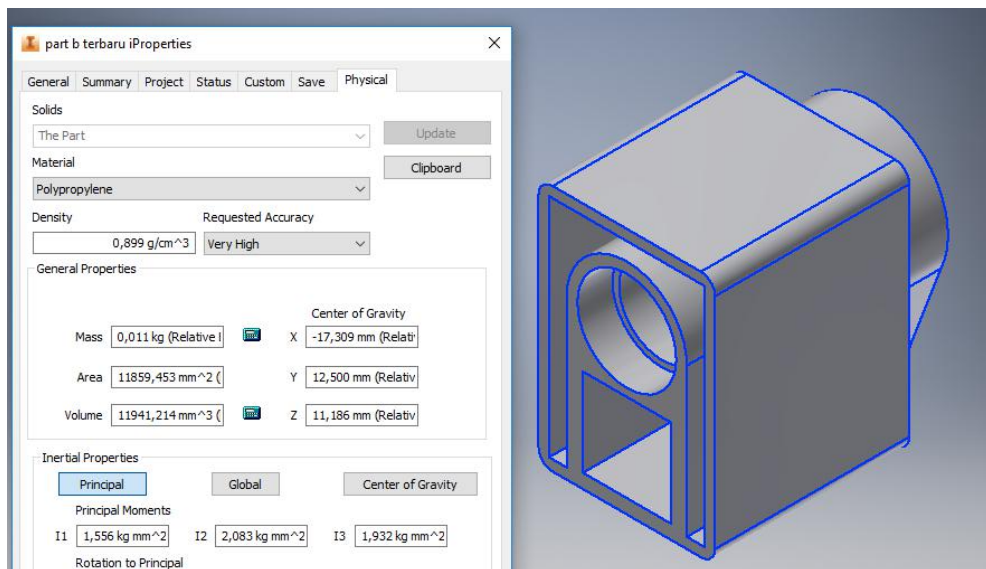 part b terbaru iProperties
General Summary Project Status Custom Save Physical
Solids
The Part
Update
Material
Clipboard
Polypropylene
Density Requested Accuracy
0,899 g/cm^3 Very High
General Properties
Center of Gravity
Mass 0,011 kg (Relative X -17,309 mm (Relati
Area 11859,453 mm^2 ( Y 12,500 mm (Relativ
Volume 11941,214 mm^3 ( Z 11,186 mm (Relativ
Inertial Properties
Principal Global Center of Gravity
Principal Moments
I1 1,556 kg mm^2 I2 2,083 kg mm^2 I3 1,932 kg mm^2
Rotation to Principal